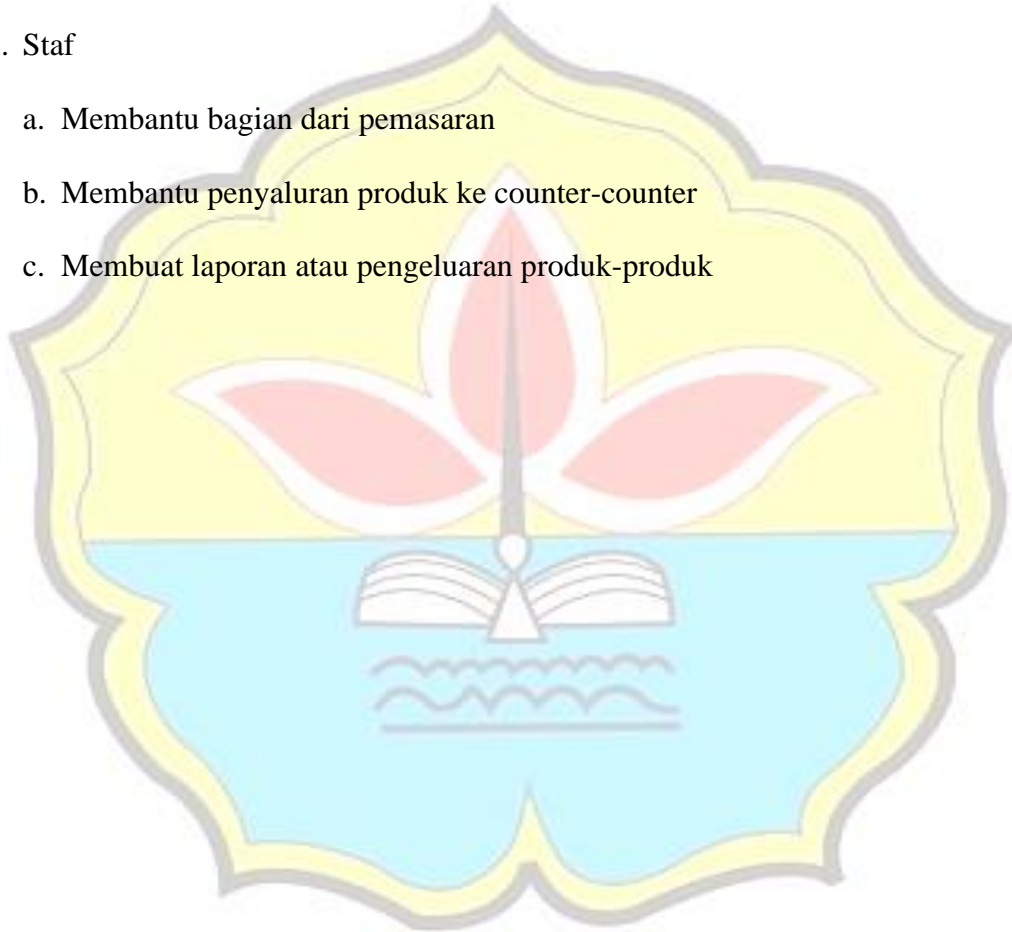 . Staf
a. Membantu bagian dari pemasaran
b. Membantu penyaluran produk ke counter-counter
c. Membuat laporan atau pengeluaran produk-produk